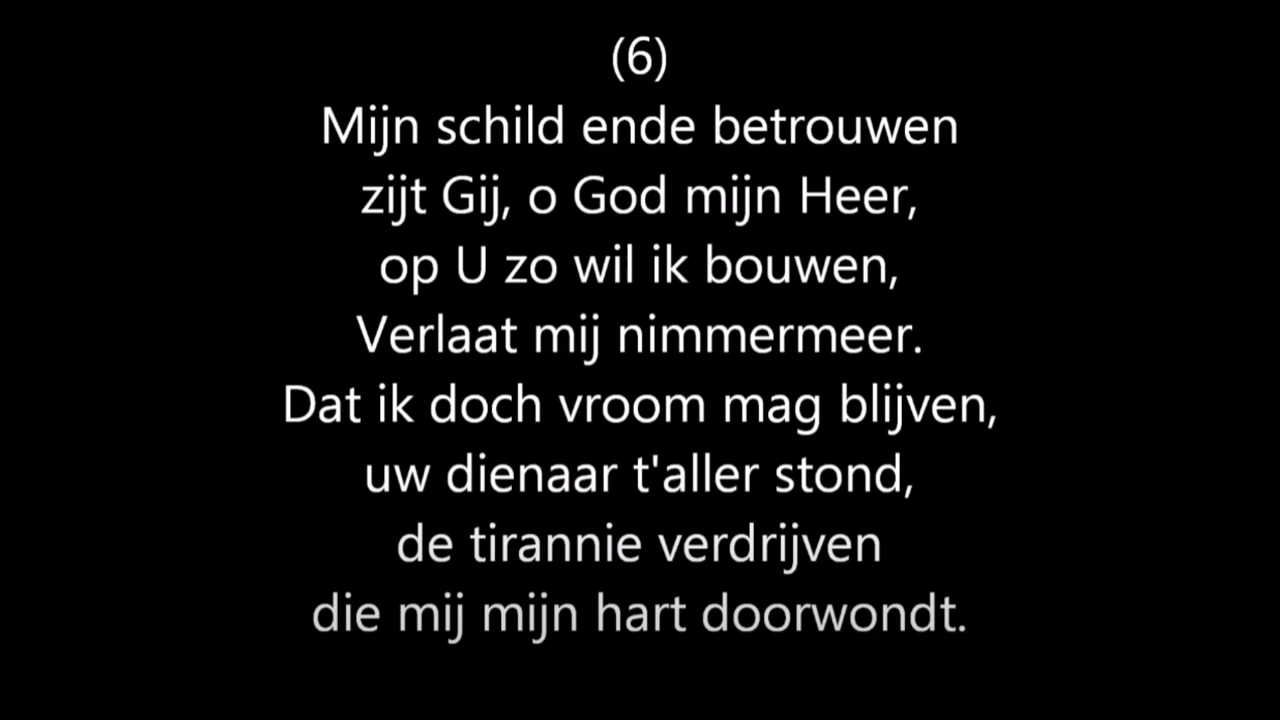 (6)
Mijn schild ende betrouwen
zijt Gij, o God mijn Heer,
op U zo wil ik bouwen,
Verlaat mij nimmermeer.
Dat ik doch vroom mag blijven,
uw dienaar t'aller stond,
de tirannie verdrijven
die mij mijn hart doorwondt.